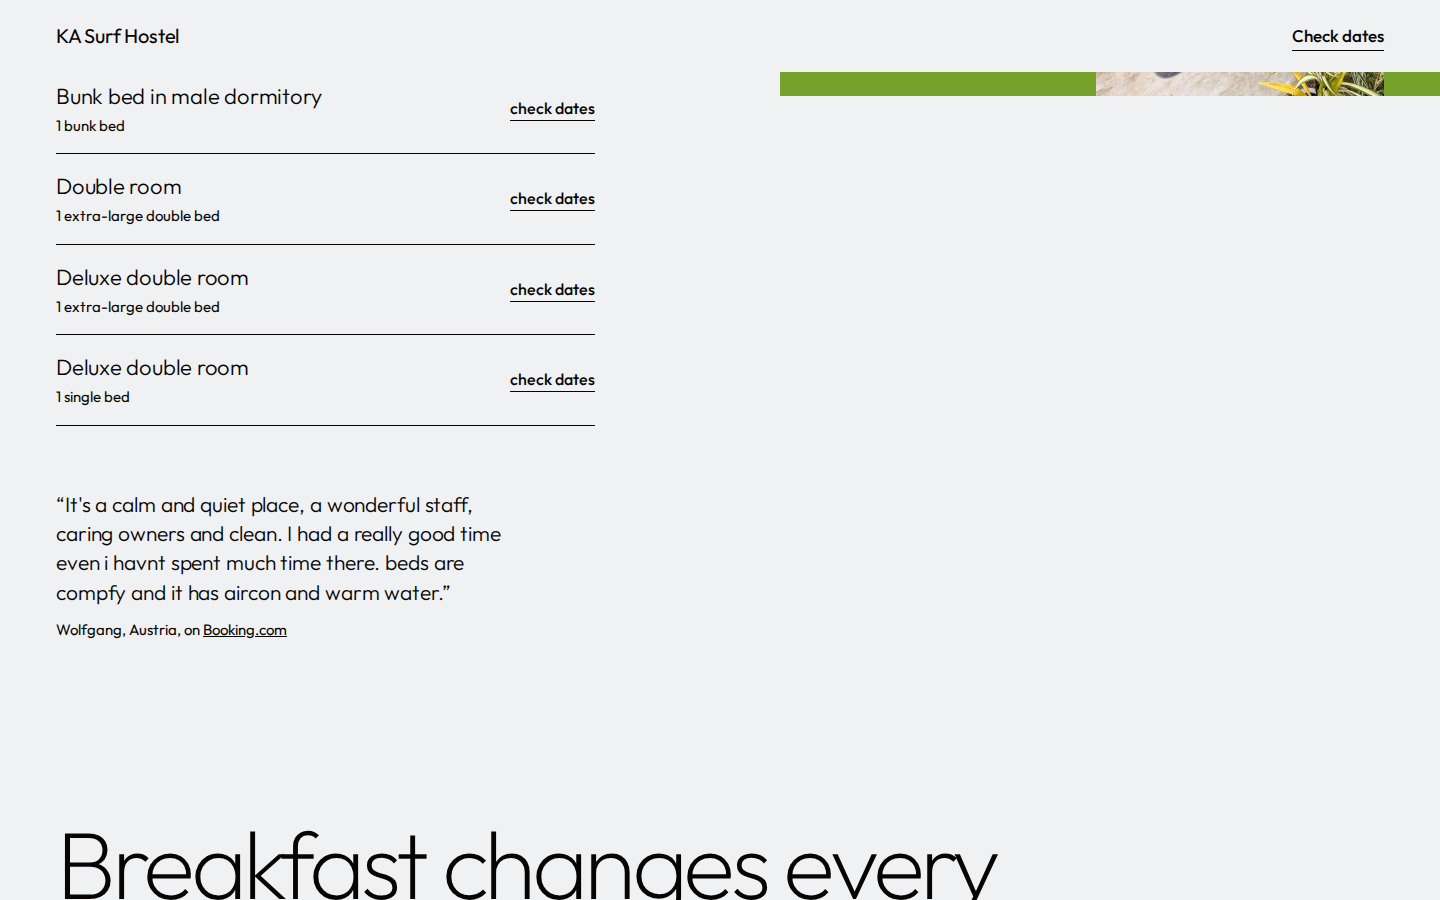 KA Surf Hostel
Check dates
Bunk bed in male dormitory
1 bunk bed
check dates
Double room
1 extra-large double bed
check dates
Deluxe double room
1 extra-large double bed
check dates
Deluxe double room
1 single bed
check dates
“It's a calm and quiet place, a wonderful staff,
caring owners and clean. I had a really good time
even i havnt spent much time there. beds are
compfy and it has aircon and warm water.”
Wolfgang, Austria, on Booking.com
Breakfast changes every